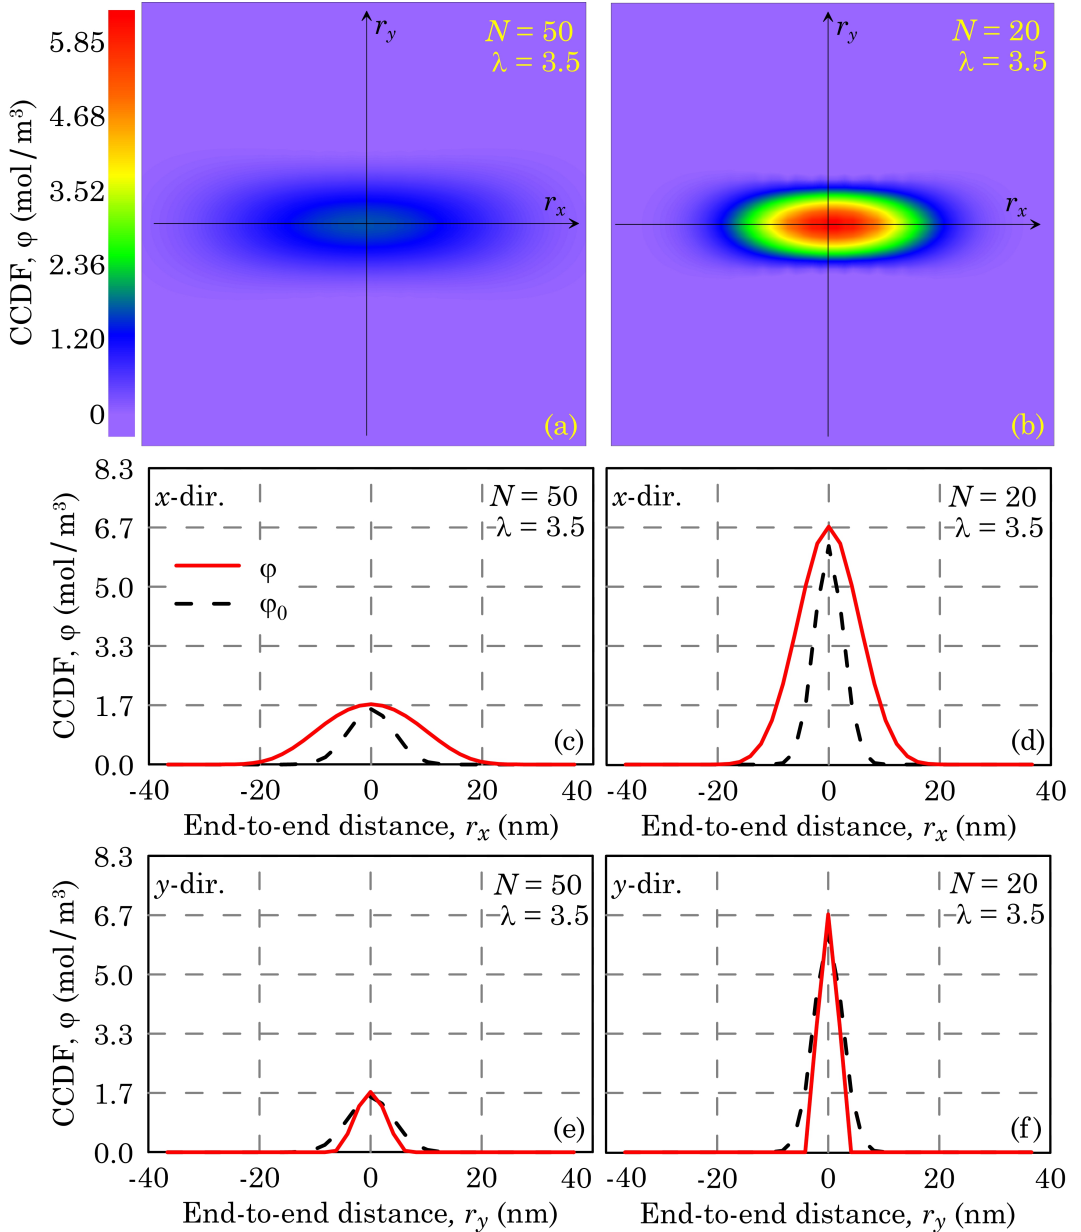 CCDF, φ (mol / m³)
5.85
4.68
3.52
2.36
1.20
0
r_y
N = 50
λ = 3.5
r_x
(a)
r_y
N = 20
λ = 3.5
r_x
(b)
CCDF, φ (mol / m³)
8.3
6.7
5.0
3.3
1.7
0.0
x-dir.
N = 50
λ = 3.5
φ
φ₀
(c)
-40 -20 0 20 40
End-to-end distance, r_x (nm)
x-dir.
N = 20
λ = 3.5
(d)
-40 -20 0 20 40
End-to-end distance, r_x (nm)
CCDF, φ (mol / m³)
8.3
6.7
5.0
3.3
1.7
0.0
y-dir.
N = 50
λ = 3.5
(e)
-40 -20 0 20 40
End-to-end distance, r_y (nm)
y-dir.
N = 20
λ = 3.5
(f)
-40 -20 0 20 40
End-to-end distance, r_y (nm)